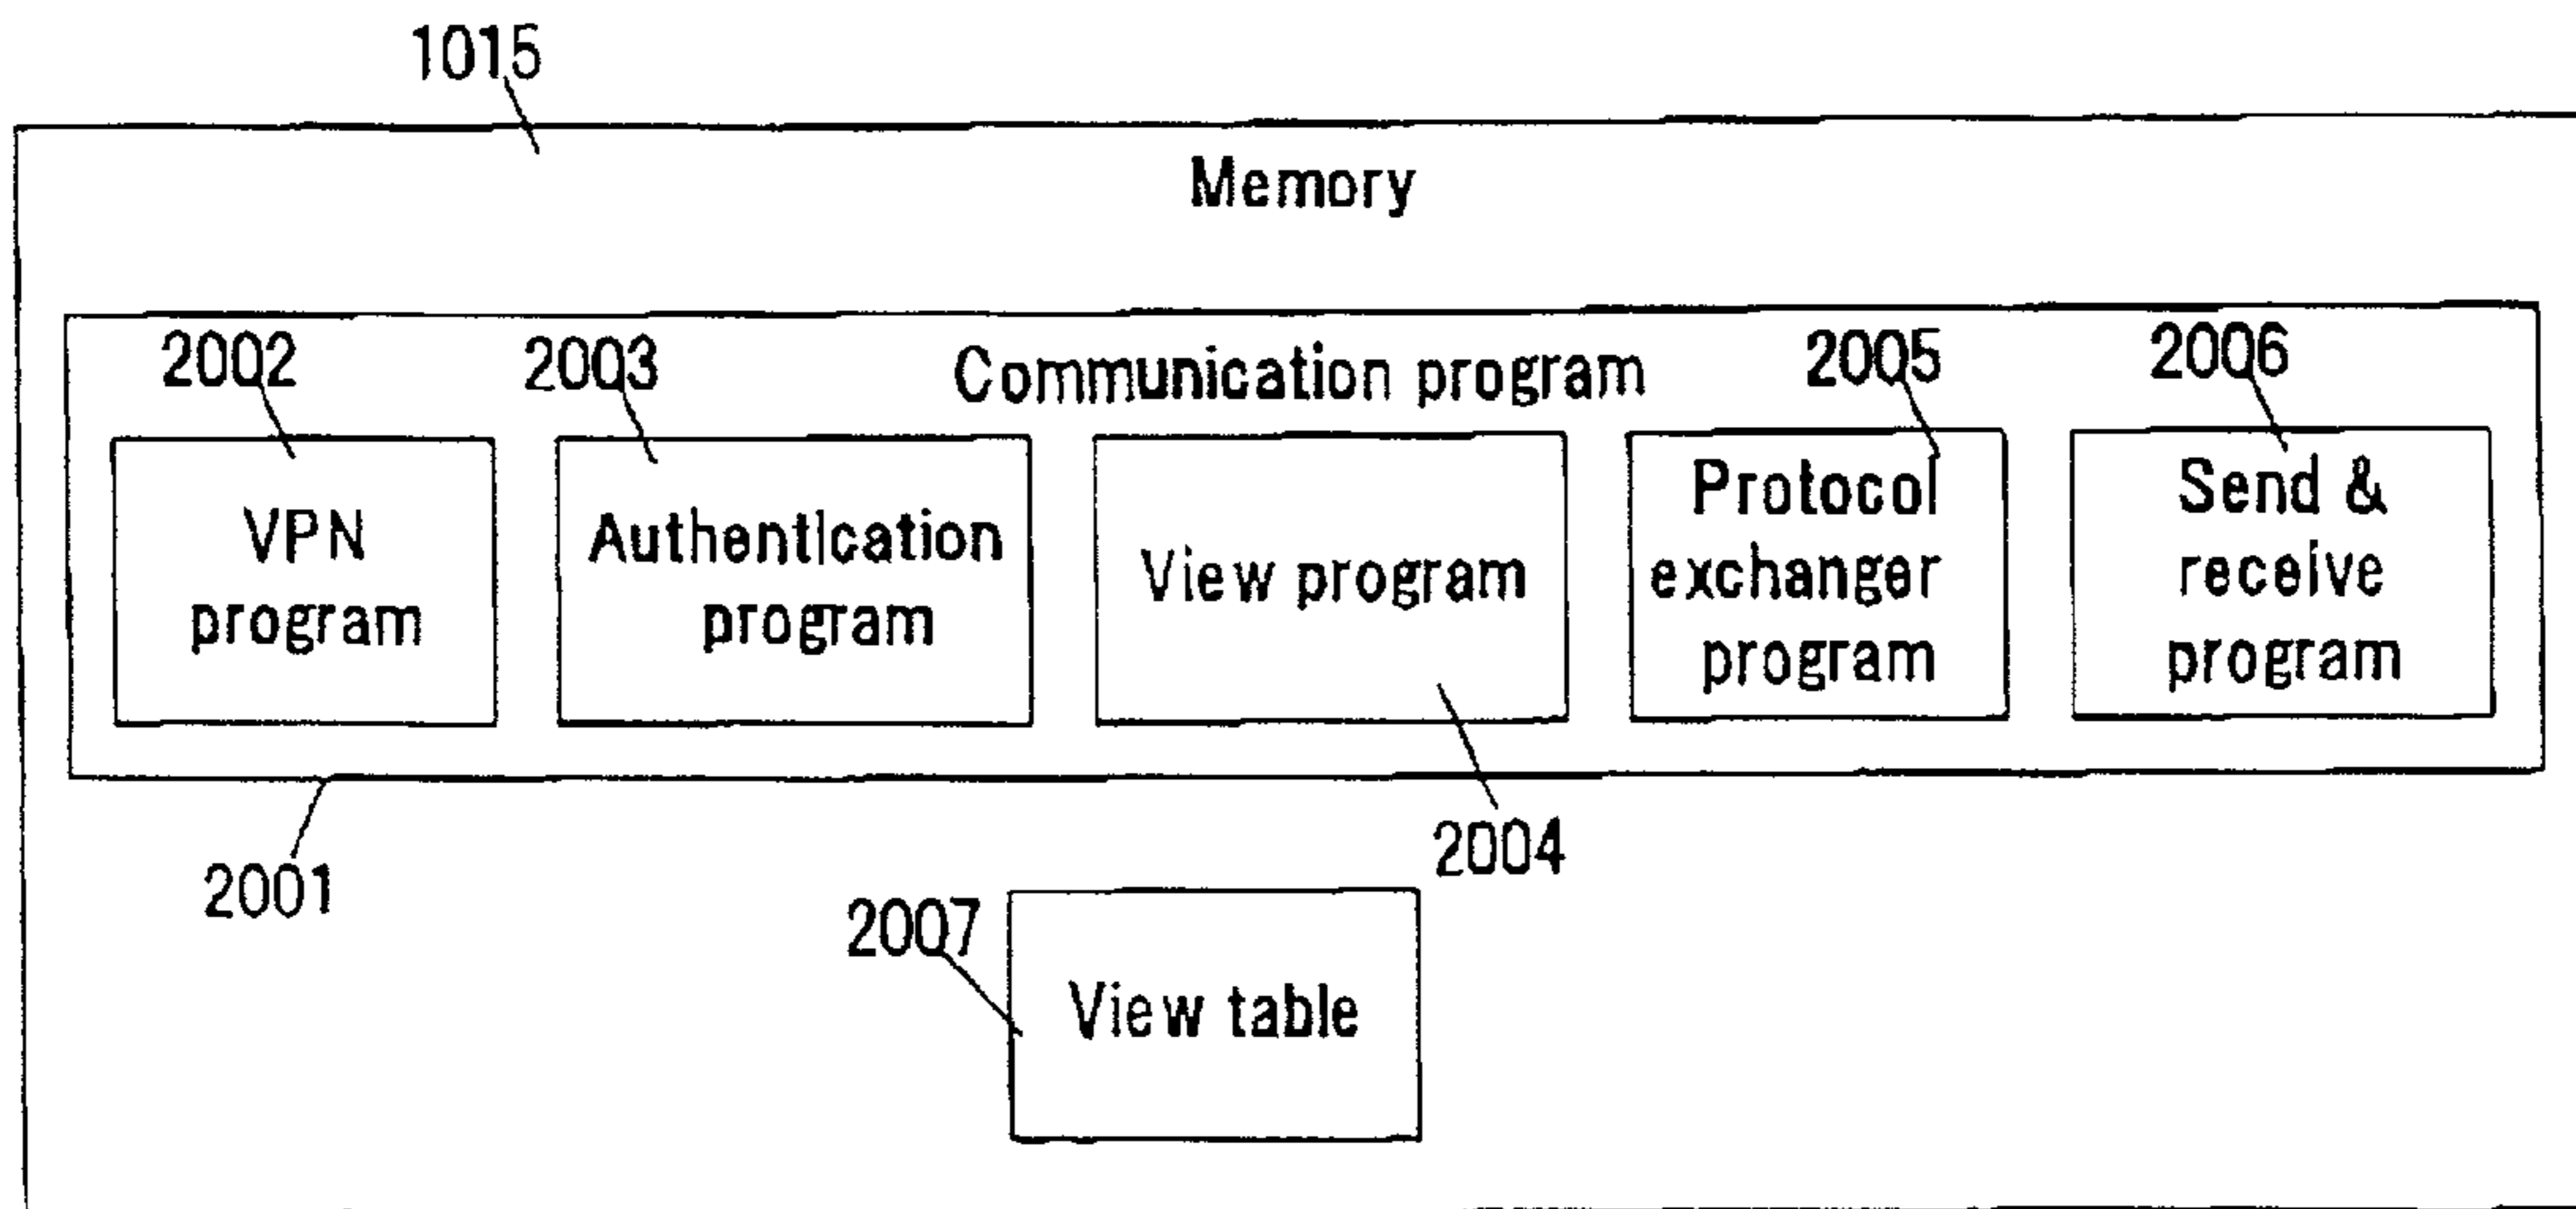 1015
Memory
2002
2003
Communication program
2005
2006
VPN
program
Authentication
program
View program
Protocol
exchanger
program
Send &
receive
program
2001
2004
2007
View table